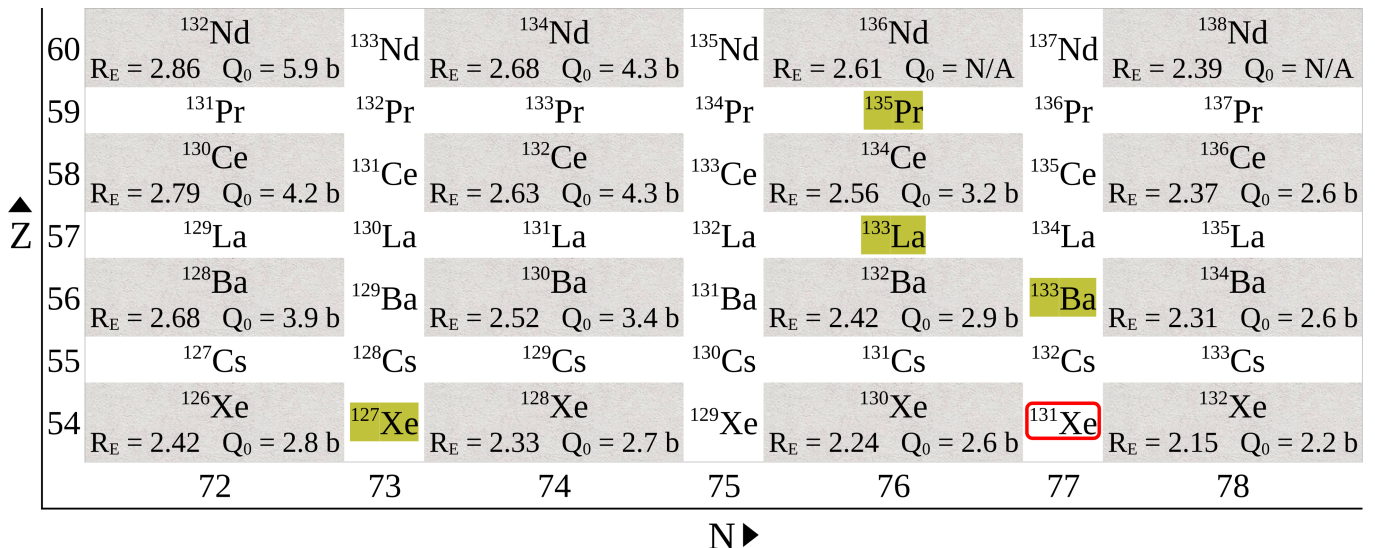 60 ¹³²Nd ¹³³Nd ¹³⁴Nd ¹³⁵Nd ¹³⁶Nd ¹³⁷Nd ¹³⁸Nd
R_E = 2.86 Q₀ = 5.9 b R_E = 2.68 Q₀ = 4.3 b R_E = 2.61 Q₀ = N/A R_E = 2.39 Q₀ = N/A
59 ¹³¹Pr ¹³²Pr ¹³³Pr ¹³⁴Pr ¹³⁵Pr ¹³⁶Pr ¹³⁷Pr
58 ¹³⁰Ce ¹³¹Ce ¹³²Ce ¹³³Ce ¹³⁴Ce ¹³⁵Ce ¹³⁶Ce
R_E = 2.79 Q₀ = 4.2 b R_E = 2.63 Q₀ = 4.3 b R_E = 2.56 Q₀ = 3.2 b R_E = 2.37 Q₀ = 2.6 b
Z 57 ¹²⁹La ¹³⁰La ¹³¹La ¹³²La ¹³³La ¹³⁴La ¹³⁵La
56 ¹²⁸Ba ¹²⁹Ba ¹³⁰Ba ¹³¹Ba ¹³²Ba ¹³³Ba ¹³⁴Ba
R_E = 2.68 Q₀ = 3.9 b R_E = 2.52 Q₀ = 3.4 b R_E = 2.42 Q₀ = 2.9 b R_E = 2.31 Q₀ = 2.6 b
55 ¹²⁷Cs ¹²⁸Cs ¹²⁹Cs ¹³⁰Cs ¹³¹Cs ¹³²Cs ¹³³Cs
54 ¹²⁶Xe ¹²⁷Xe ¹²⁸Xe ¹²⁹Xe ¹³⁰Xe ¹³¹Xe ¹³²Xe
R_E = 2.42 Q₀ = 2.8 b R_E = 2.33 Q₀ = 2.7 b R_E = 2.24 Q₀ = 2.6 b R_E = 2.15 Q₀ = 2.2 b
72 73 74 75 76 77 78
N